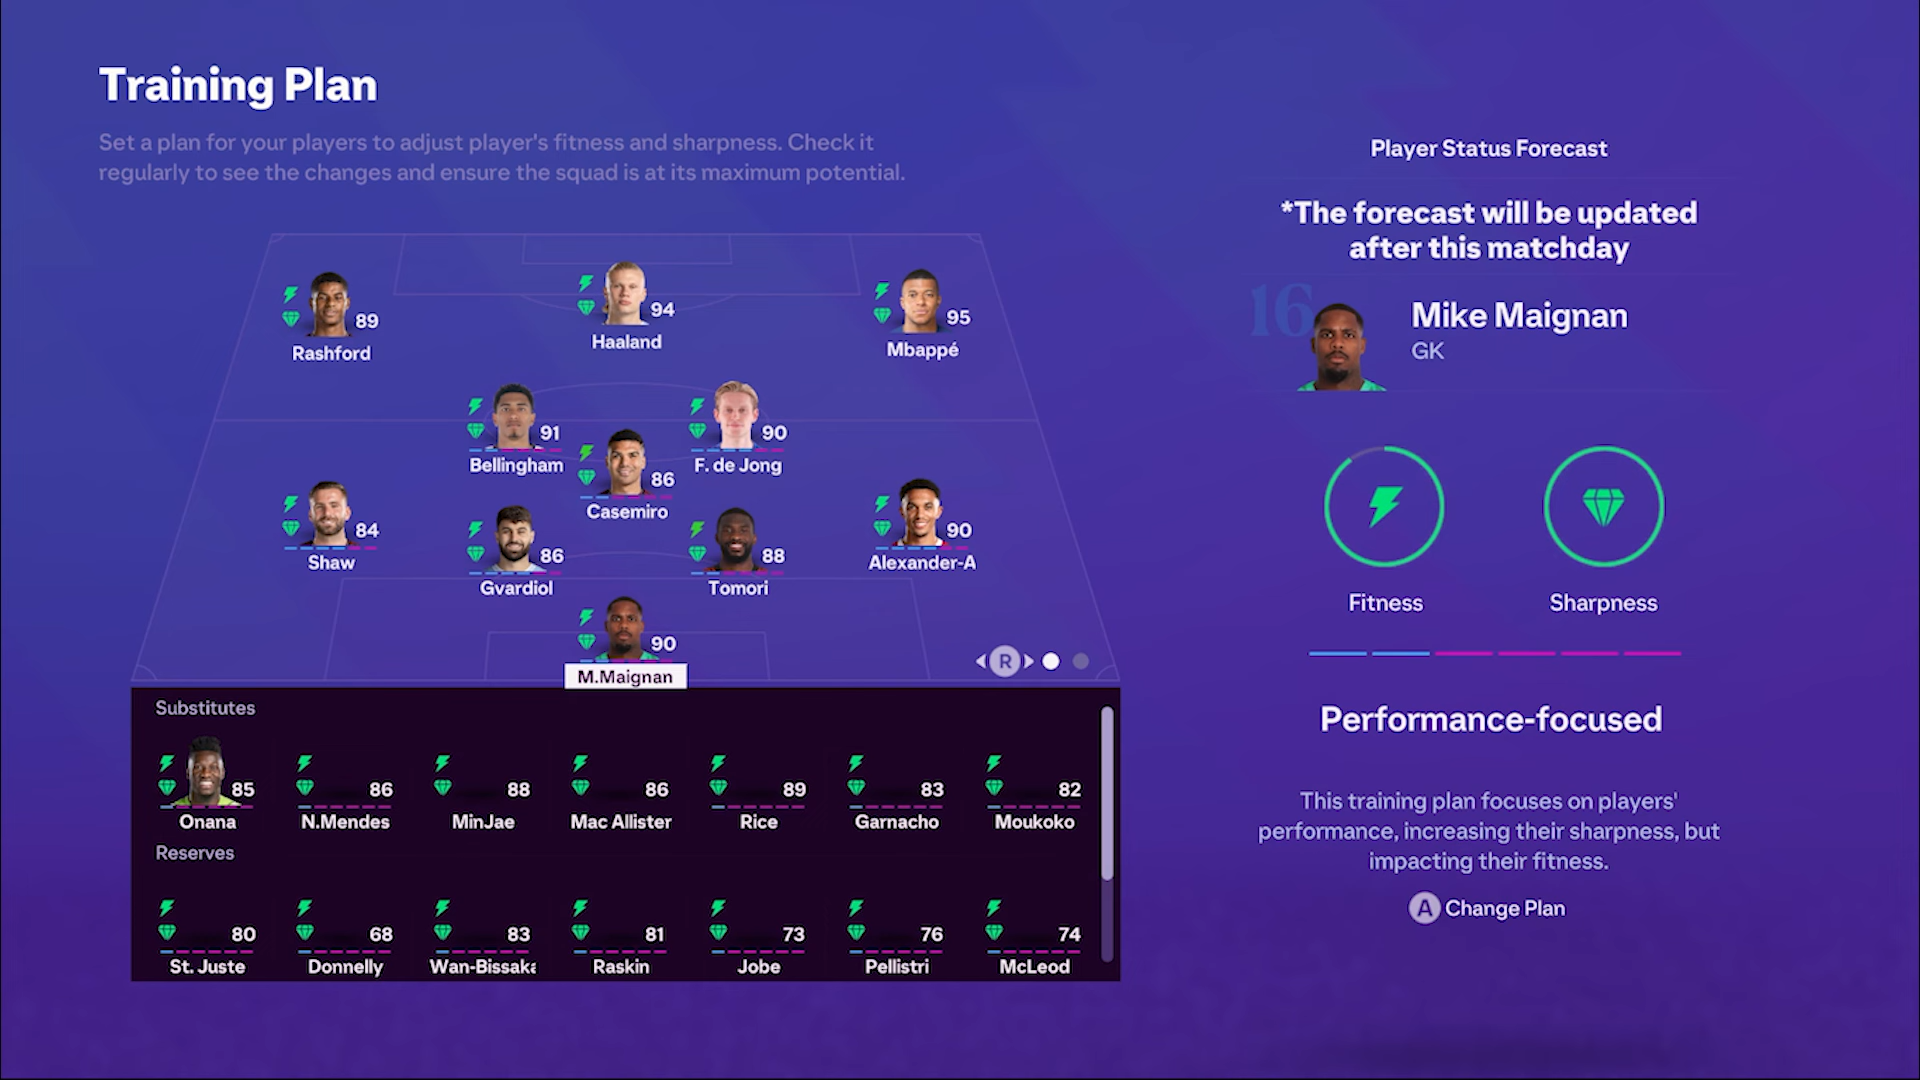 Training Plan
Set a plan for your players to adjust player's fitness and sharpness. Check it
regularly to see the changes and ensure the squad is at its maximum potential.
89
Rashford
94
Haaland
95
Mbappé
91
Bellingham
90
F. de Jong
86
Casemiro
84
Shaw
86
Gvardiol
88
Tomori
90
Alexander-A
90
M.Maignan
R
Substitutes
85
Onana
86
N.Mendes
88
MinJae
86
Mac Allister
89
Rice
83
Garnacho
82
Moukoko
Reserves
80
St. Juste
68
Donnelly
83
Wan-Bissaka
81
Raskin
73
Jobe
76
Pellistri
74
McLeod
Player Status Forecast
*The forecast will be updated
after this matchday
16
Mike Maignan
GK
Fitness
Sharpness
Performance-focused
This training plan focuses on players'
performance, increasing their sharpness, but
impacting their fitness.
A Change Plan